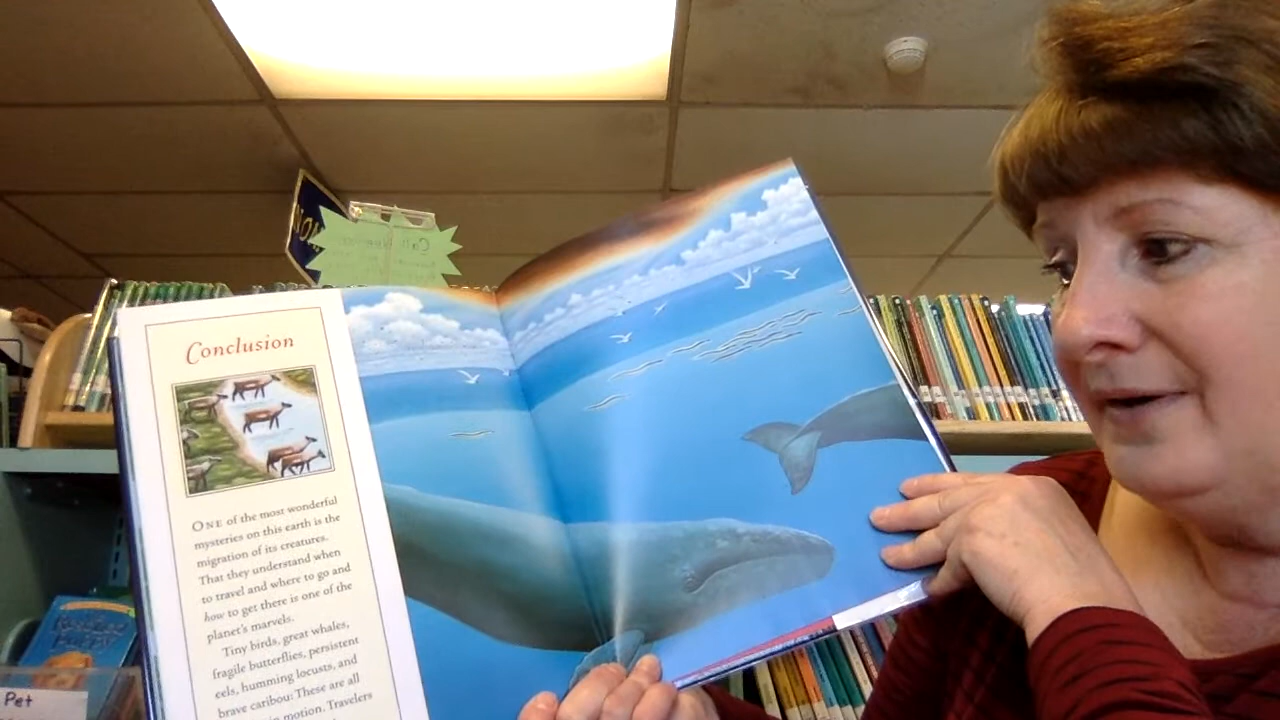 Conclusion
ONE of the most wonderful
mysteries on this earth is the
migration of its creatures.
That they understand when
to travel and where to go and
how to get there is one of the
planet's marvels.
Tiny birds, great whales,
fragile butterflies, persistent
eels, humming locusts, and
brave caribou: These are all
in motion. Travelers
Pet